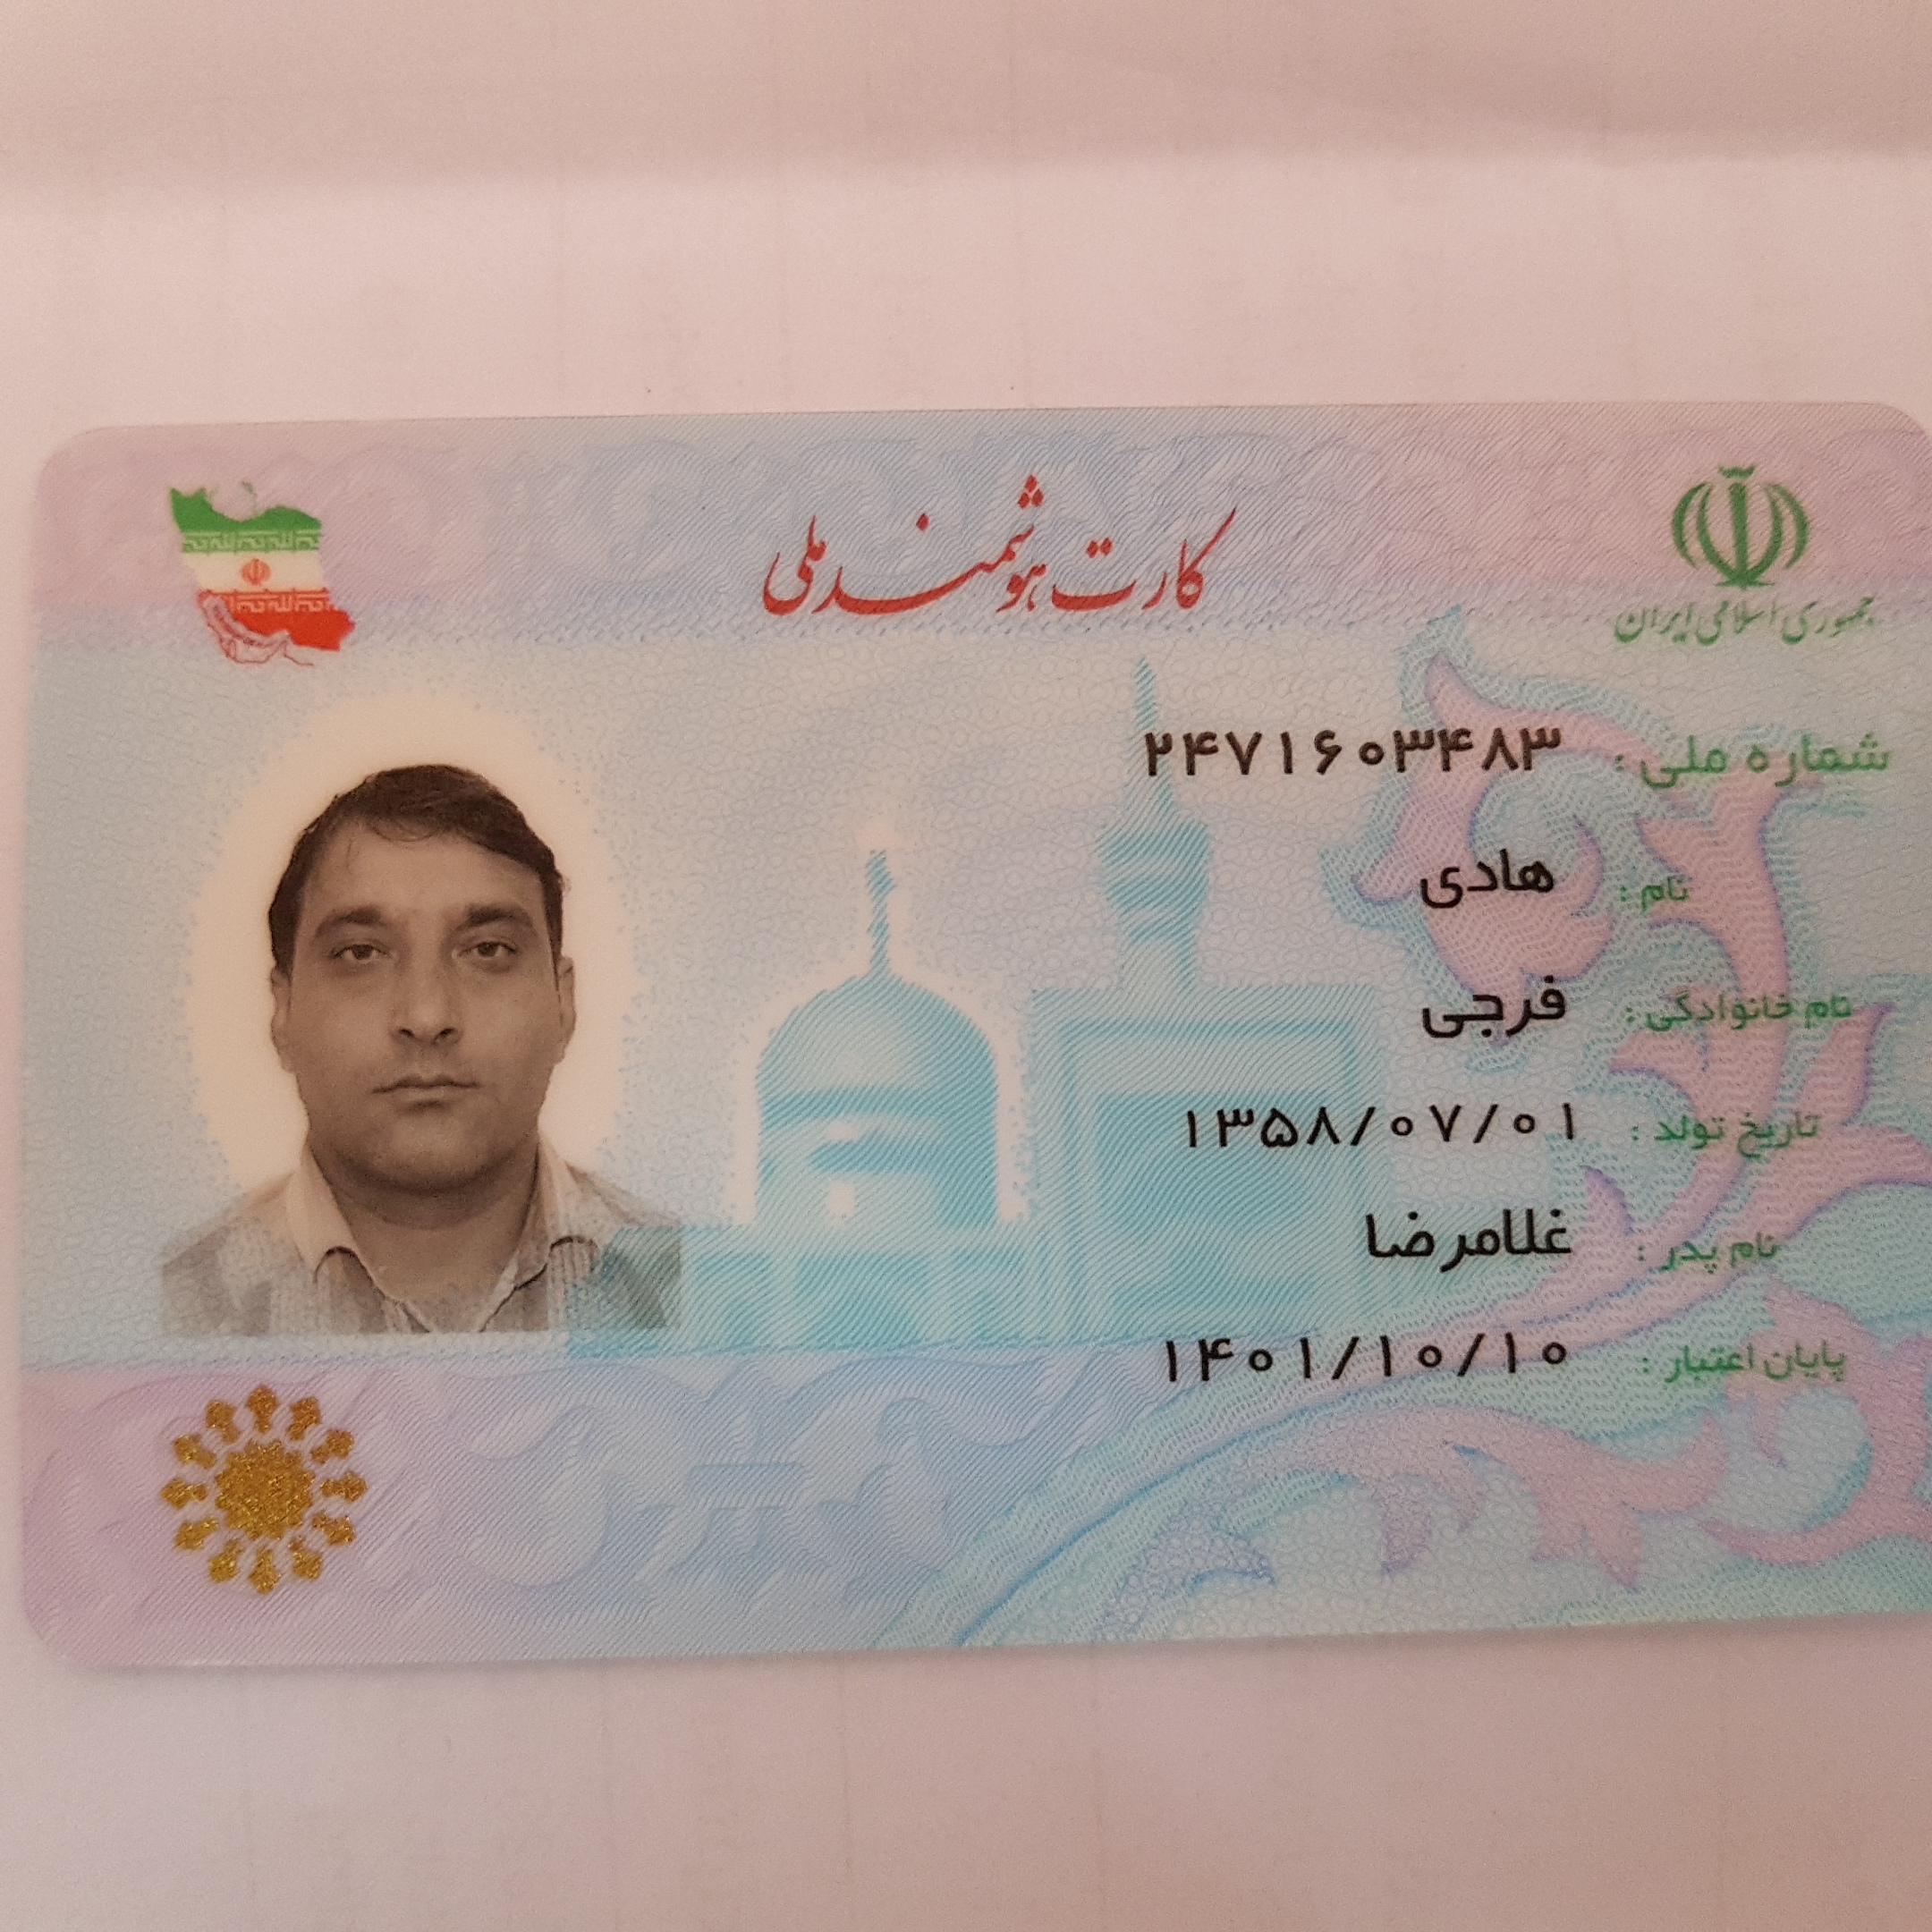 کارت هوشمند ملی
جمهوری اسلامی ایران
شماره ملی: ۲۴۷۱۶۰۳۴۸۳
نام: هادی
نام خانوادگی: فرجی
تاریخ تولد: ۱۳۵۸/۰۷/۰۱
نام پدر: غلامرضا
پایان اعتبار: ۱۴۰۱/۱۰/۱۰